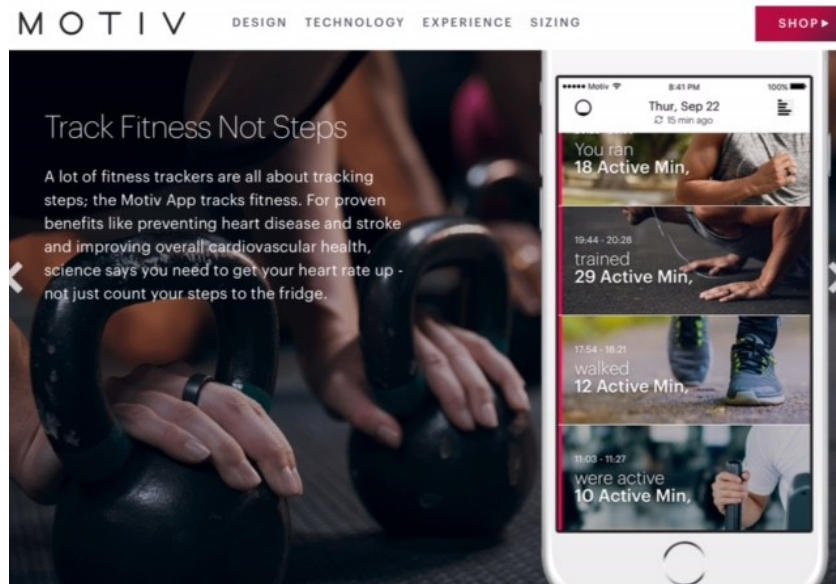 MOTIV
DESIGN TECHNOLOGY EXPERIENCE SIZING
SHOP
Track Fitness Not Steps
A lot of fitness trackers are all about tracking
steps; the Motiv App tracks fitness. For proven
benefits like preventing heart disease and stroke
and improving overall cardiovascular health,
science says you need to get your heart rate up -
not just count your steps to the fridge.
Motiv 8:41 PM 100%
Thur, Sep 22
15 min ago
You ran
18 Active Min,
19:44 - 20:28
trained
29 Active Min,
17:54 - 18:21
walked
12 Active Min,
11:03 - 11:27
were active
10 Active Min,